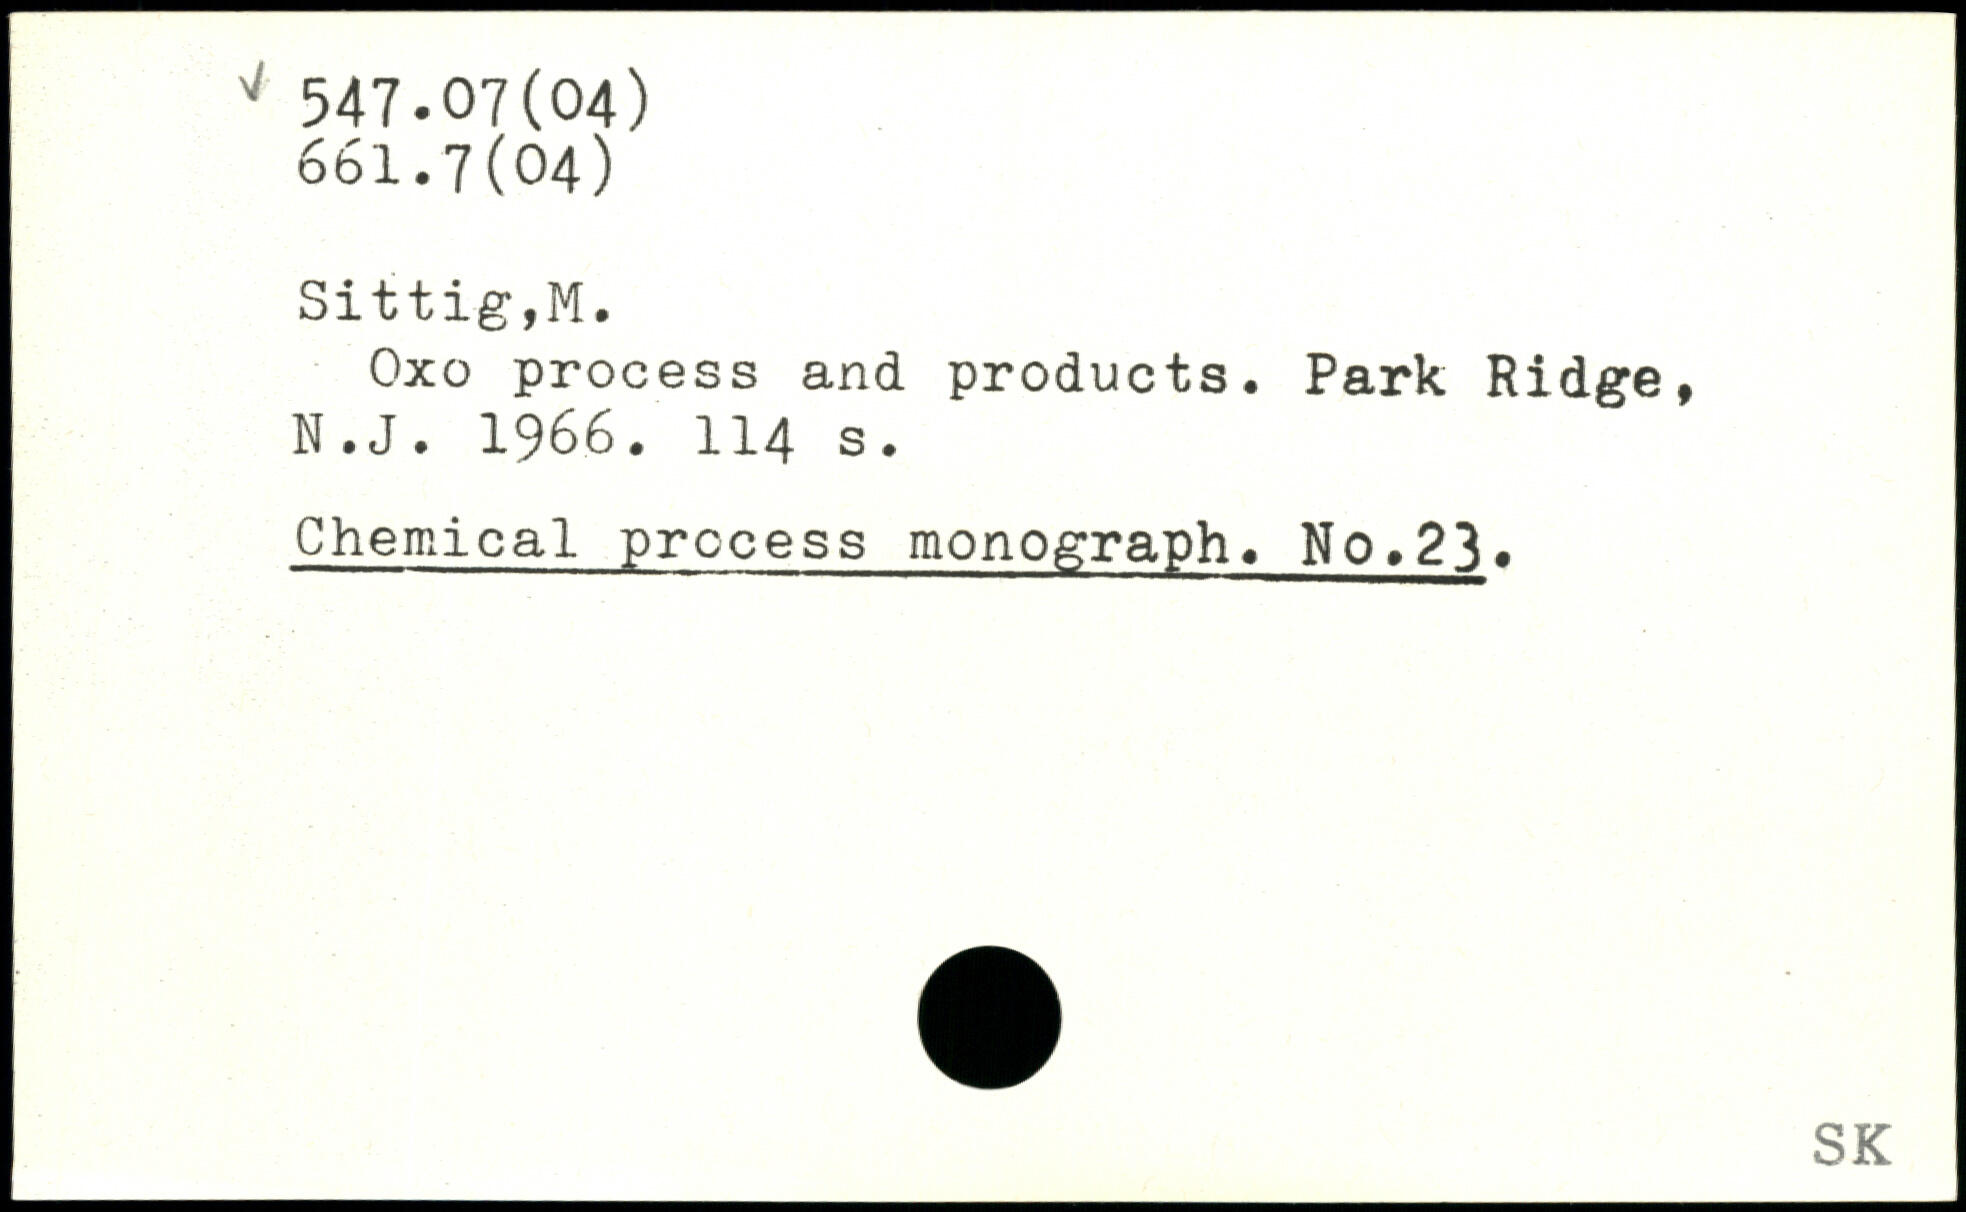 547.07(04)
661.7(04)
Sittig,M.
Oxo process and products. Park Ridge,
N.J. 1966. 114 s.
Chemical process monograph. No.23.
SK